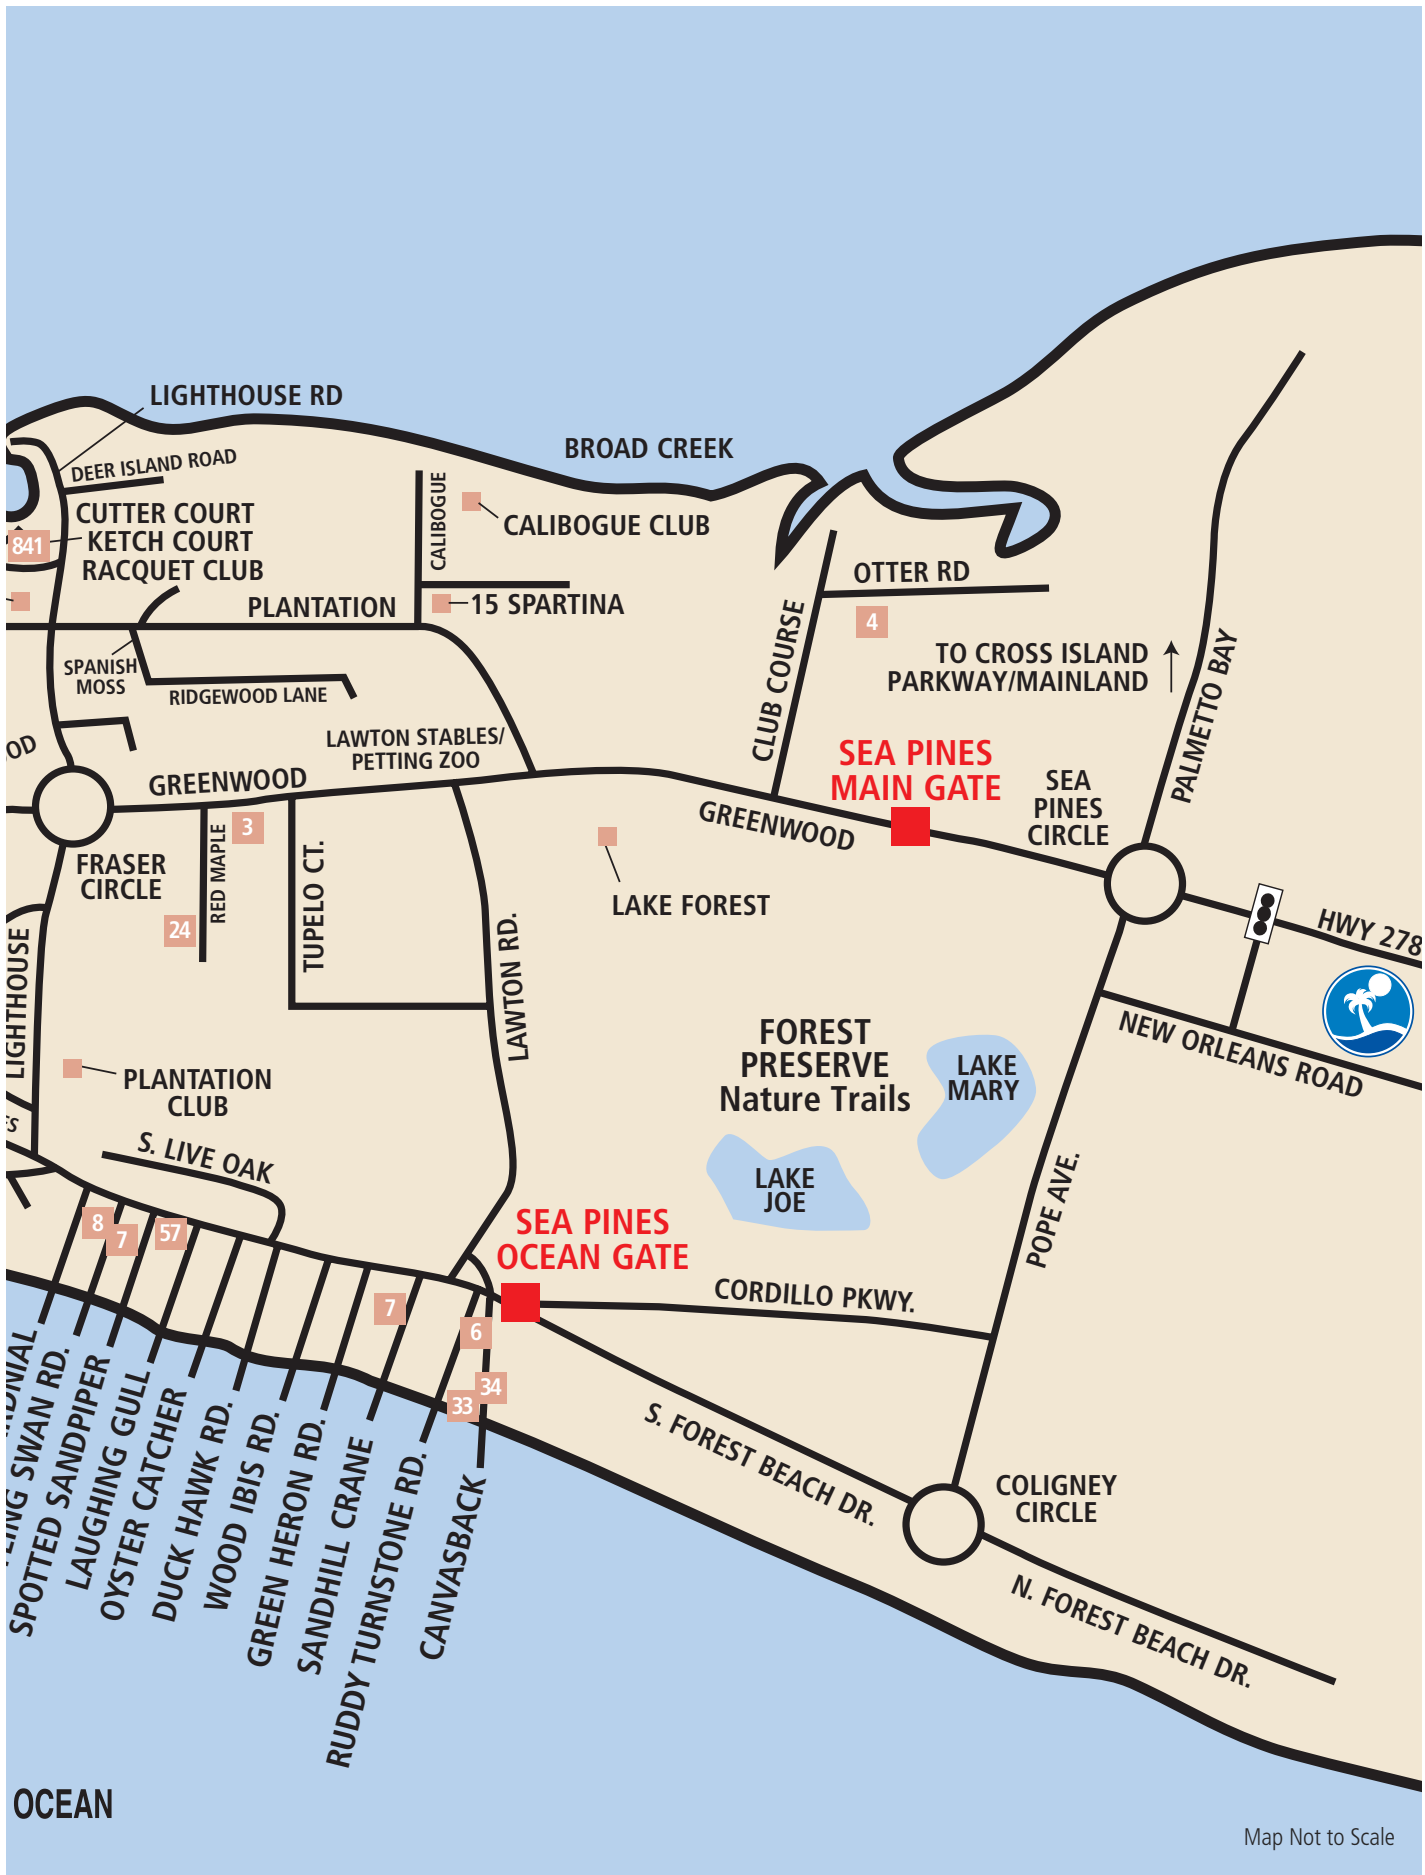 LIGHTHOUSE RD
BROAD CREEK
DEER ISLAND ROAD
CALIBOGUE
CUTTER COURT
KETCH COURT
RACQUET CLUB
841
CALIBOGUE CLUB
OTTER RD
PLANTATION
15 SPARTINA
4
CLUB COURSE
TO CROSS ISLAND
PARKWAY/MAINLAND
PALMETTO BAY
SPANISH
MOSS
RIDGEWOOD LANE
LAWTON STABLES/
PETTING ZOO
SEA PINES
MAIN GATE
SEA
PINES
CIRCLE
GREENWOOD
GREENWOOD
3
RED MAPLE
TUPELO CT.
FRASER
CIRCLE
24
LAKE FOREST
LAWTON RD.
HWY 278
LIGHTHOUSE
NEW ORLEANS ROAD
FOREST
PRESERVE
Nature Trails
LAKE
MARY
PLANTATION
CLUB
S. LIVE OAK
LAKE
JOE
POPE AVE.
8
7
57
SEA PINES
OCEAN GATE
CORDILLO PKWY.
7
6
34
33
SWAN RD.
SPOTTED SANDPIPER
LAUGHING GULL
OYSTER CATCHER
DUCK HAWK RD.
WOOD IBIS RD.
GREEN HERON RD.
SANDHILL CRANE
RUDDY TURNSTONE RD.
CANVASBACK
S. FOREST BEACH DR.
COLIGNEY
CIRCLE
N. FOREST BEACH DR.
OCEAN
Map Not to Scale